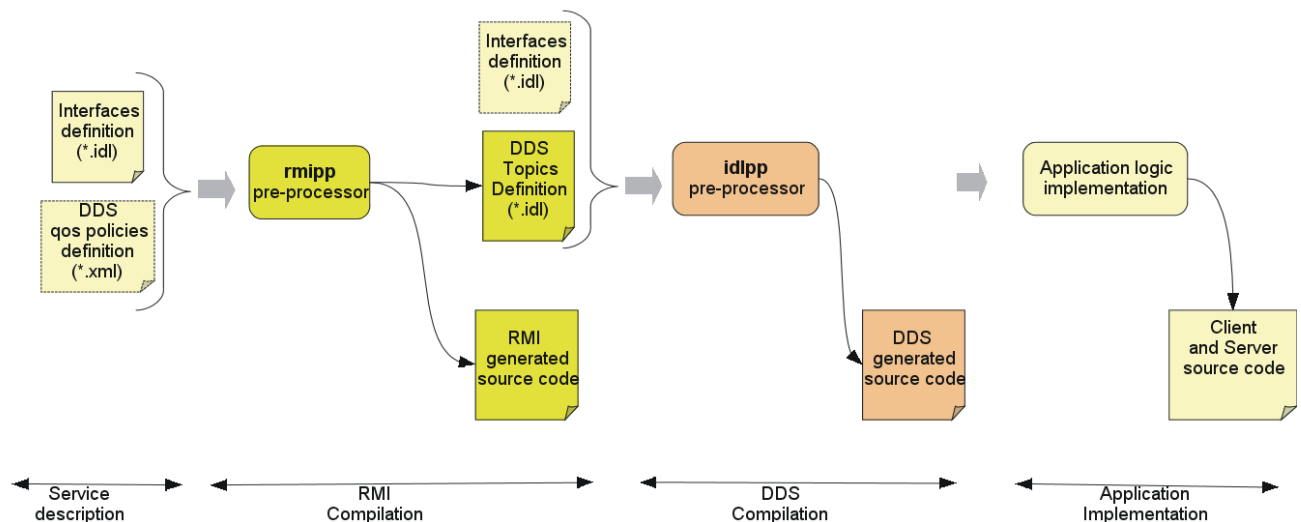 Interfaces
definition
(*.idl)
DDS
qos policies
definition
(*.xml)
rmipp
pre-processor
Interfaces
definition
(*.idl)
DDS
Topics
Definition
(*.idl)
RMI
generated
source code
idlpp
pre-processor
DDS
generated
source code
Application logic
implementation
Client
and Server
source code
Service
description
RMI
Compilation
DDS
Compilation
Application
Implementation